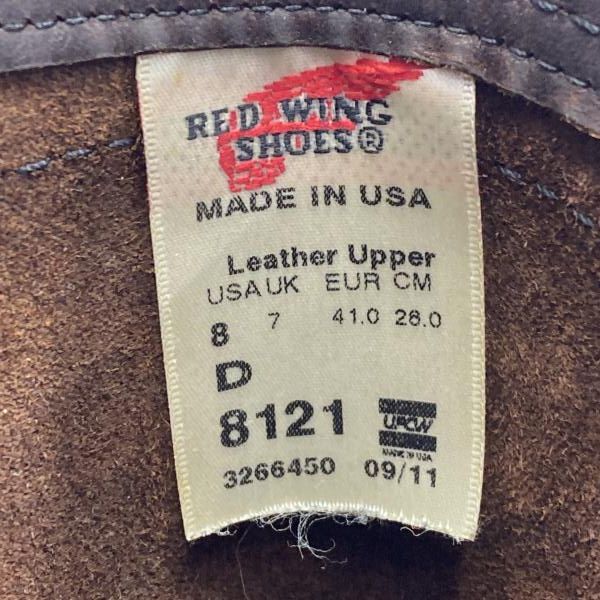 RED WING
SHOES®
MADE IN USA
Leather Upper
USA UK EUR CM
8 7 41.0 26.0
D
8121
UFCW
MADE IN USA
3266450 09/11